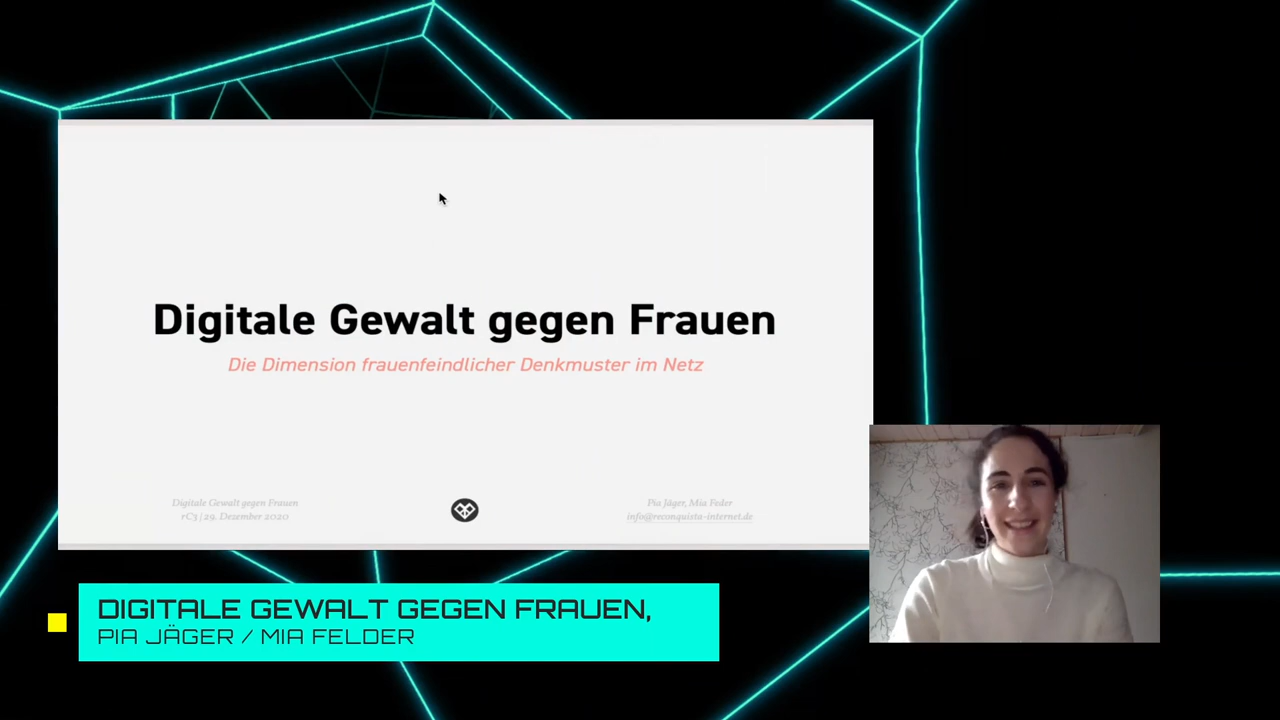 Digitale Gewalt gegen Frauen
Die Dimension frauenfeindlicher Denkmuster im Netz
Digitale Gewalt gegen Frauen
rC3 | 29. Dezember 2020
Pia Jäger, Mia Feder
info@reconquista-internet.de
DIGITALE GEWALT GEGEN FRAUEN,
PIA JÄGER / MIA FELDER